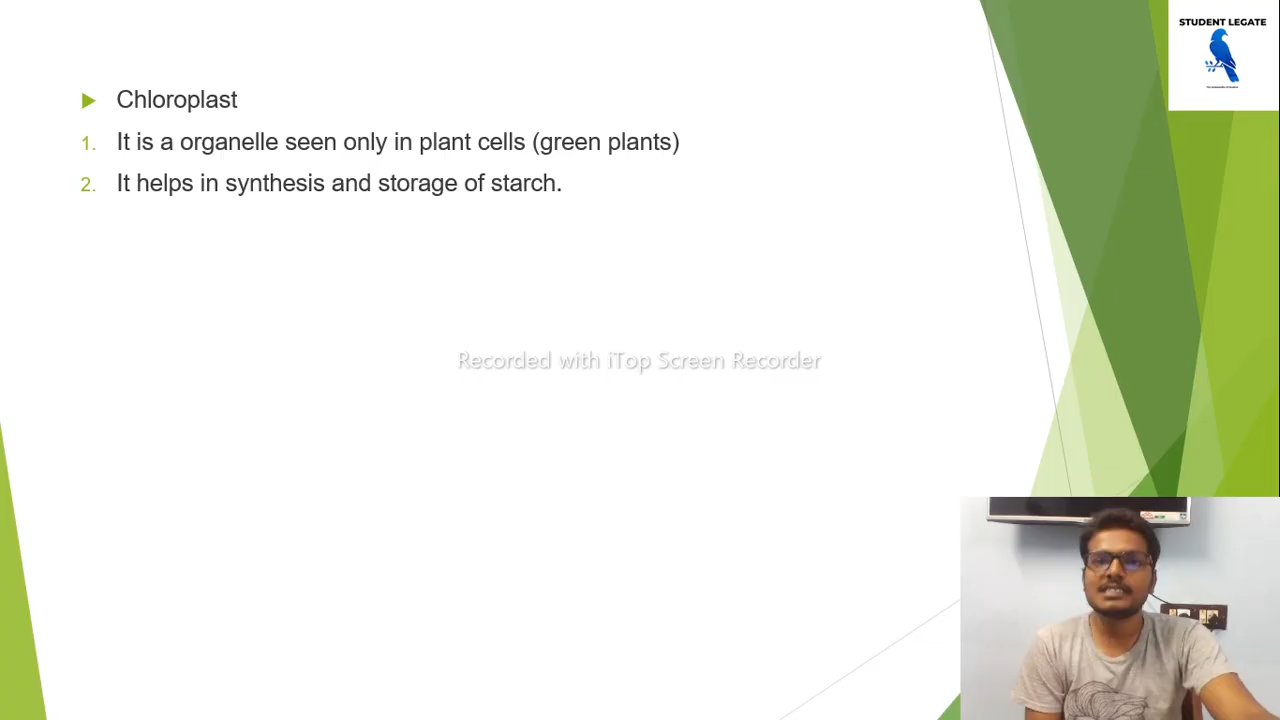 STUDENT LEGATE
Chloroplast
1. It is a organelle seen only in plant cells (green plants)
2. It helps in synthesis and storage of starch.
Recorded with iTop Screen Recorder